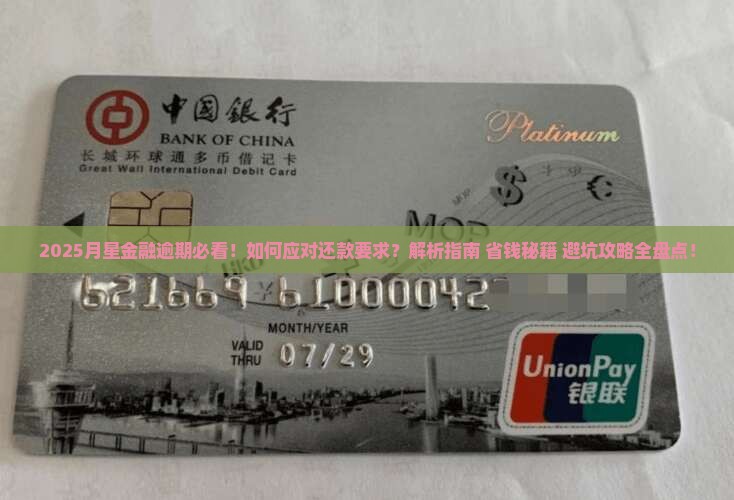 中国銀行
BANK OF CHINA
长城环球通多币借记卡
Great Wall International Debit Card
Platinum
$ €
MOP
2025月星金融逾期必看！如何应对还款要求？解析指南 省钱秘籍 避坑攻略全盘点！
621669 610000042
MONTH/YEAR
VALID THRU 07/29
UnionPay
银联